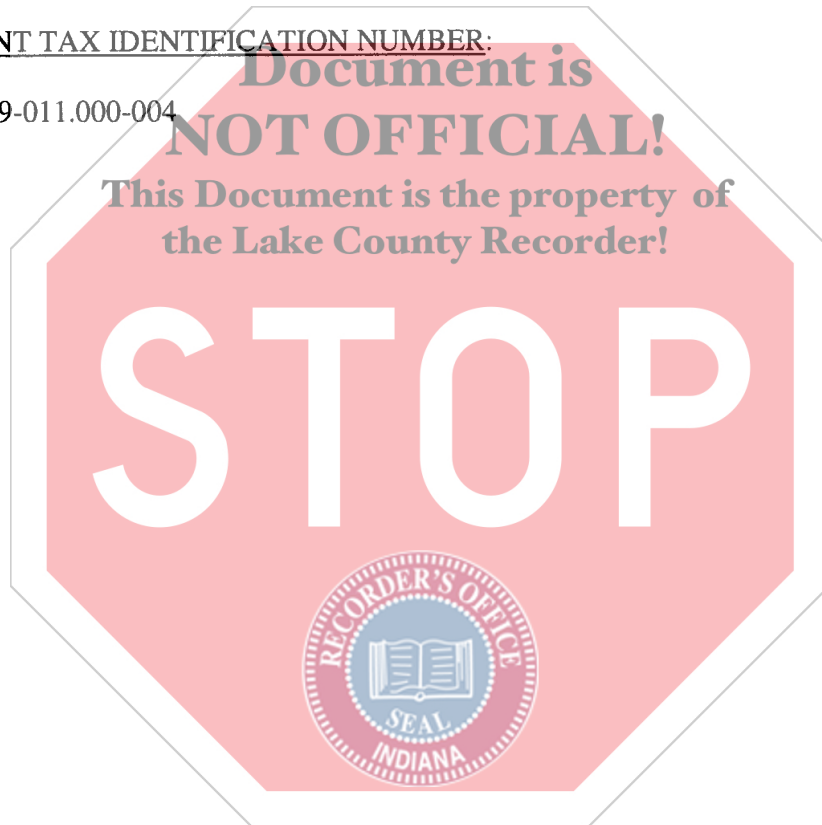 NT TAX IDENTIFICATION NUMBER:
Document is
9-011.000-004
NOT OFFICIAL!
This Document is the property of
the Lake County Recorder!
STOP
RECORDER'S OFFICE
SEAL
INDIANA